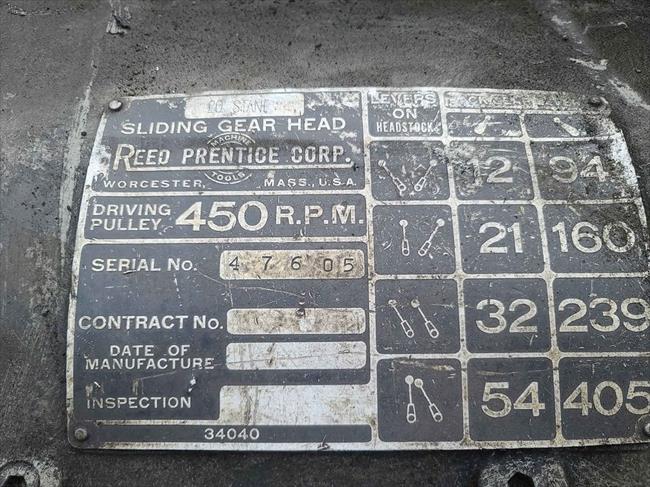 SLIDING GEAR HEAD
REED PRENTICE CORP.
MACHINE TOOLS
WORCESTER, MASS., U.S.A.
DRIVING PULLEY 450 R.P.M.
SERIAL No. 47605
CONTRACT No.
DATE OF
MANUFACTURE
INSPECTION
34040
LEVERS
ON
HEADSTOCK
12 94
21 160
32 239
54 405